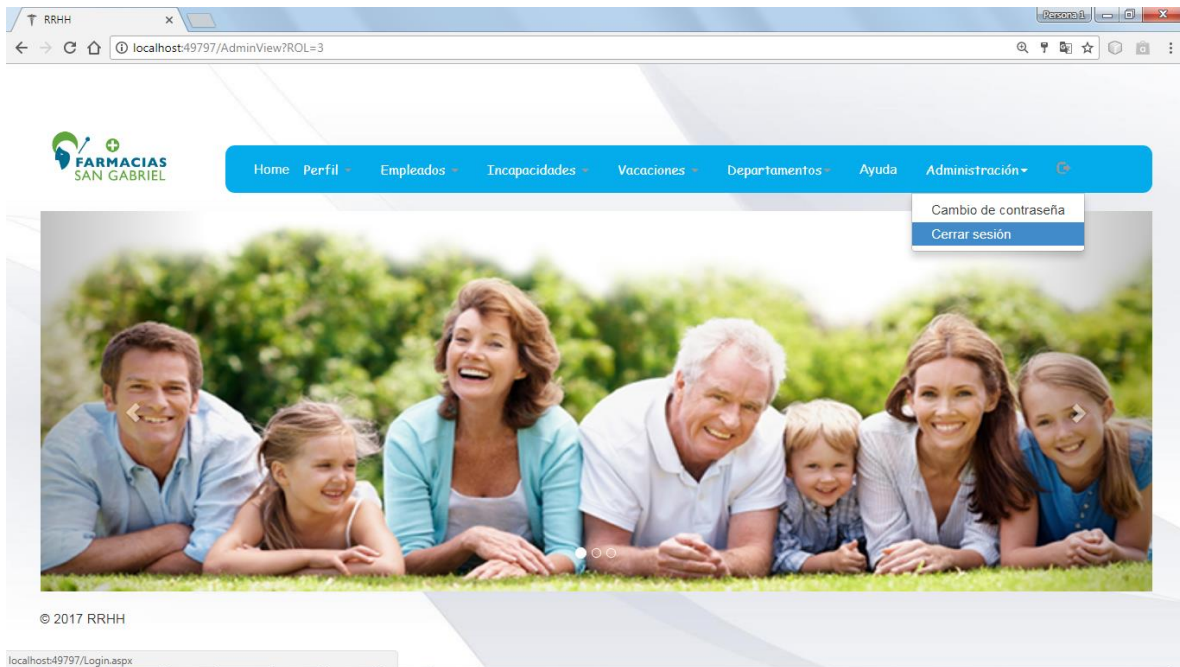 RRHH
Persona 1
localhost:49797/AdminView?ROL=3
FARMACIAS
SAN GABRIEL
Home Perfil Empleados Incapacidades Vacaciones Departamentos Ayuda Administración
Cambio de contraseña
Cerrar sesión
© 2017 RRHH
localhost:49797/Login.aspx